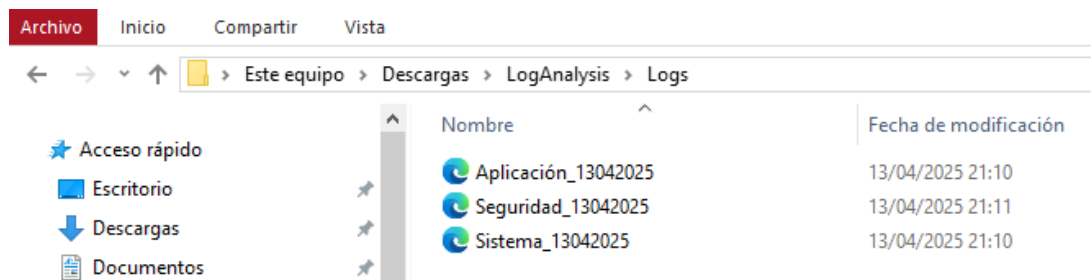 Archivo Inicio Compartir Vista
Este equipo > Descargas > LogAnalysis > Logs
Nombre Fecha de modificación
Acceso rápido
Escritorio
Descargas
Documentos
Aplicación_13042025 13/04/2025 21:10
Seguridad_13042025 13/04/2025 21:11
Sistema_13042025 13/04/2025 21:10